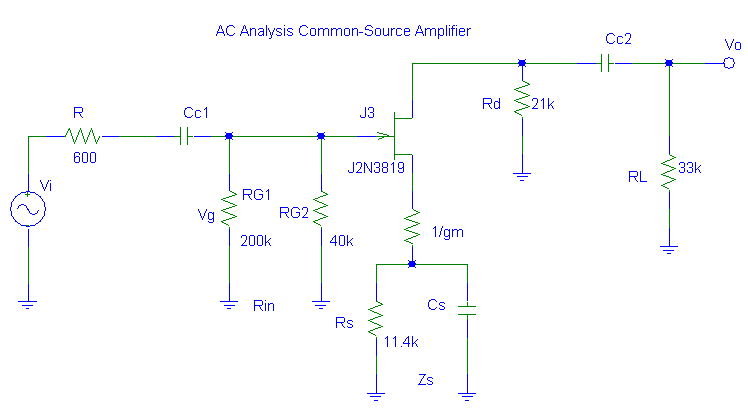 AC Analysis Common-Source Amplifier
Cc2
Vo
R
Cc1
J3
Rd
21k
600
J2N3819
33k
RL
Vi
RG1
Vg
RG2
200k
40k
1/gm
Rin
Cs
Rs
11.4k
Zs